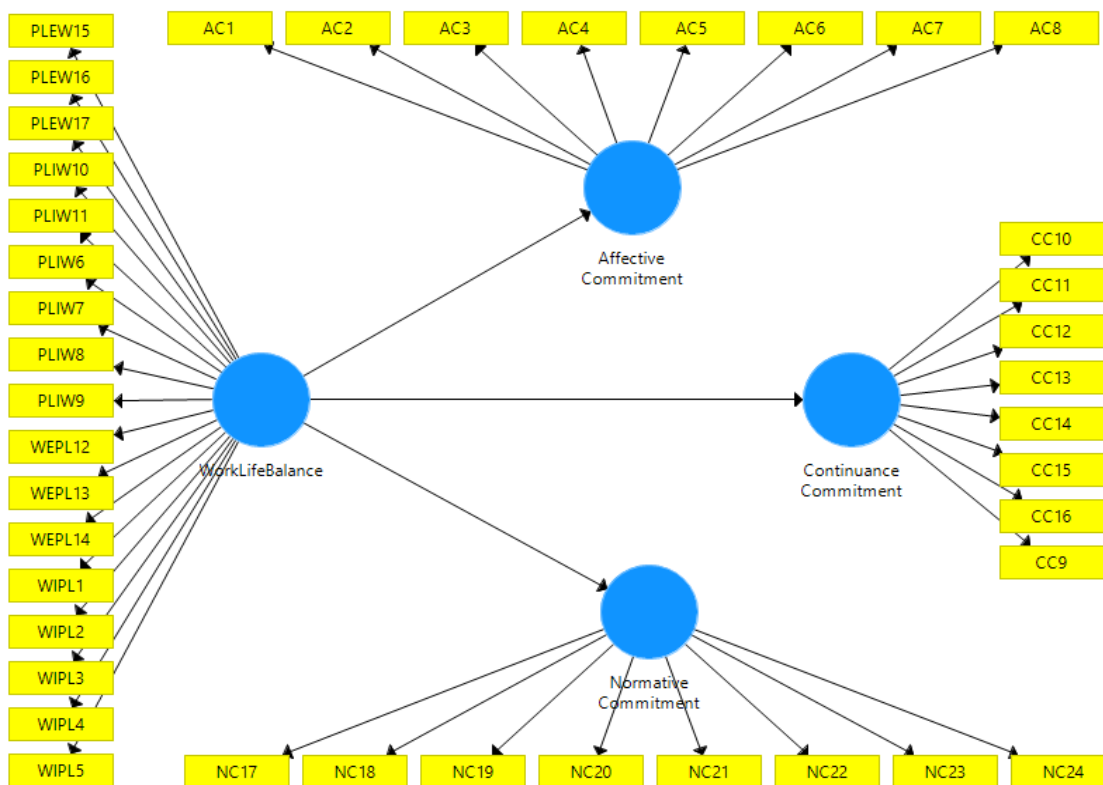 PLEW15
PLEW16
PLEW17
PLIW10
PLIW11
PLIW6
PLIW7
PLIW8
PLIW9
WEPL12
WEPL13
WEPL14
WIPL1
WIPL2
WIPL3
WIPL4
WIPL5
AC1
AC2
AC3
AC4
AC5
AC6
AC7
AC8
Affective
Commitment
WorkLifeBalance
Continuance
Commitment
CC10
CC11
CC12
CC13
CC14
CC15
CC16
CC9
Normative
Commitment
NC17
NC18
NC19
NC20
NC21
NC22
NC23
NC24